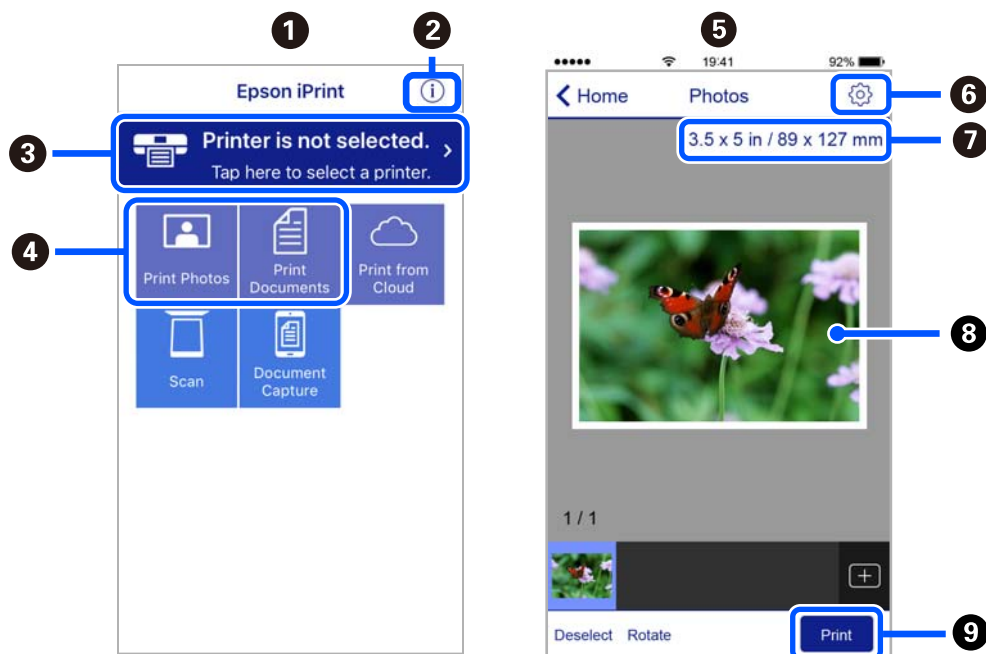 1
2
Epson iPrint
i
3
Printer is not selected.
Tap here to select a printer.
4
Print Photos
Print
Documents
Print from
Cloud
Scan
Document
Capture
5
19:41
92%
Home
Photos
6
3.5 x 5 in / 89 x 127 mm
7
8
1 / 1
Deselect
Rotate
Print
9